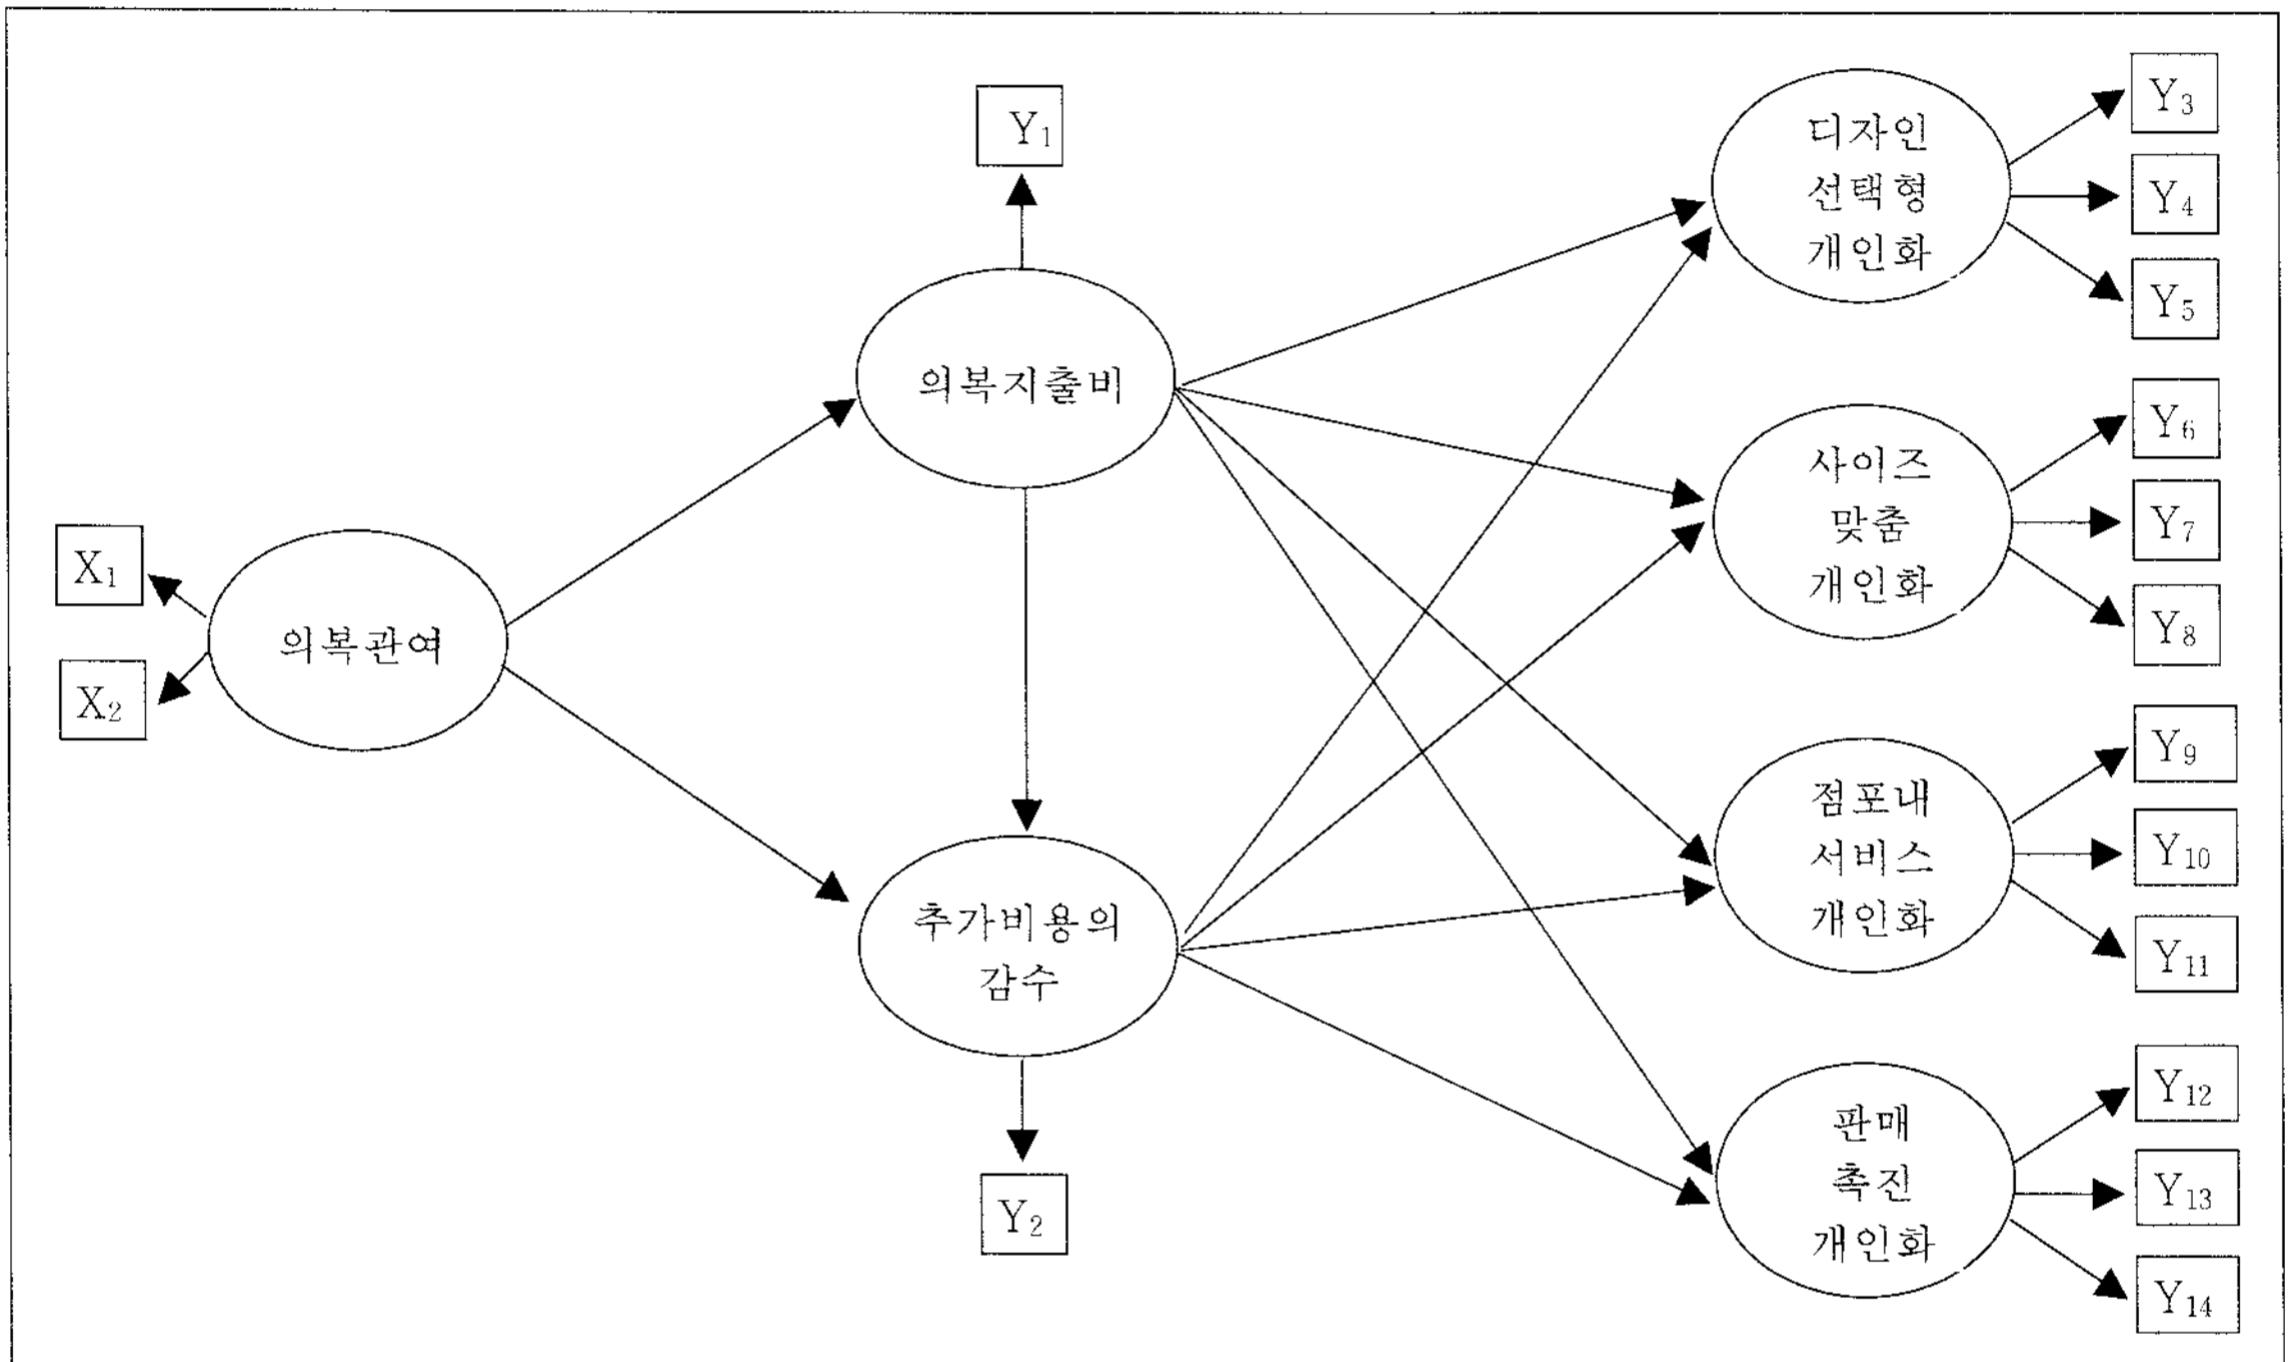 X1
X2
의복관여
Y1
의복지출비
추가비용의
감수
Y2
디자인
선택형
개인화
Y3
Y4
Y5
사이즈
맞춤
개인화
Y6
Y7
Y8
점포내
서비스
개인화
Y9
Y10
Y11
판매
촉진
개인화
Y12
Y13
Y14